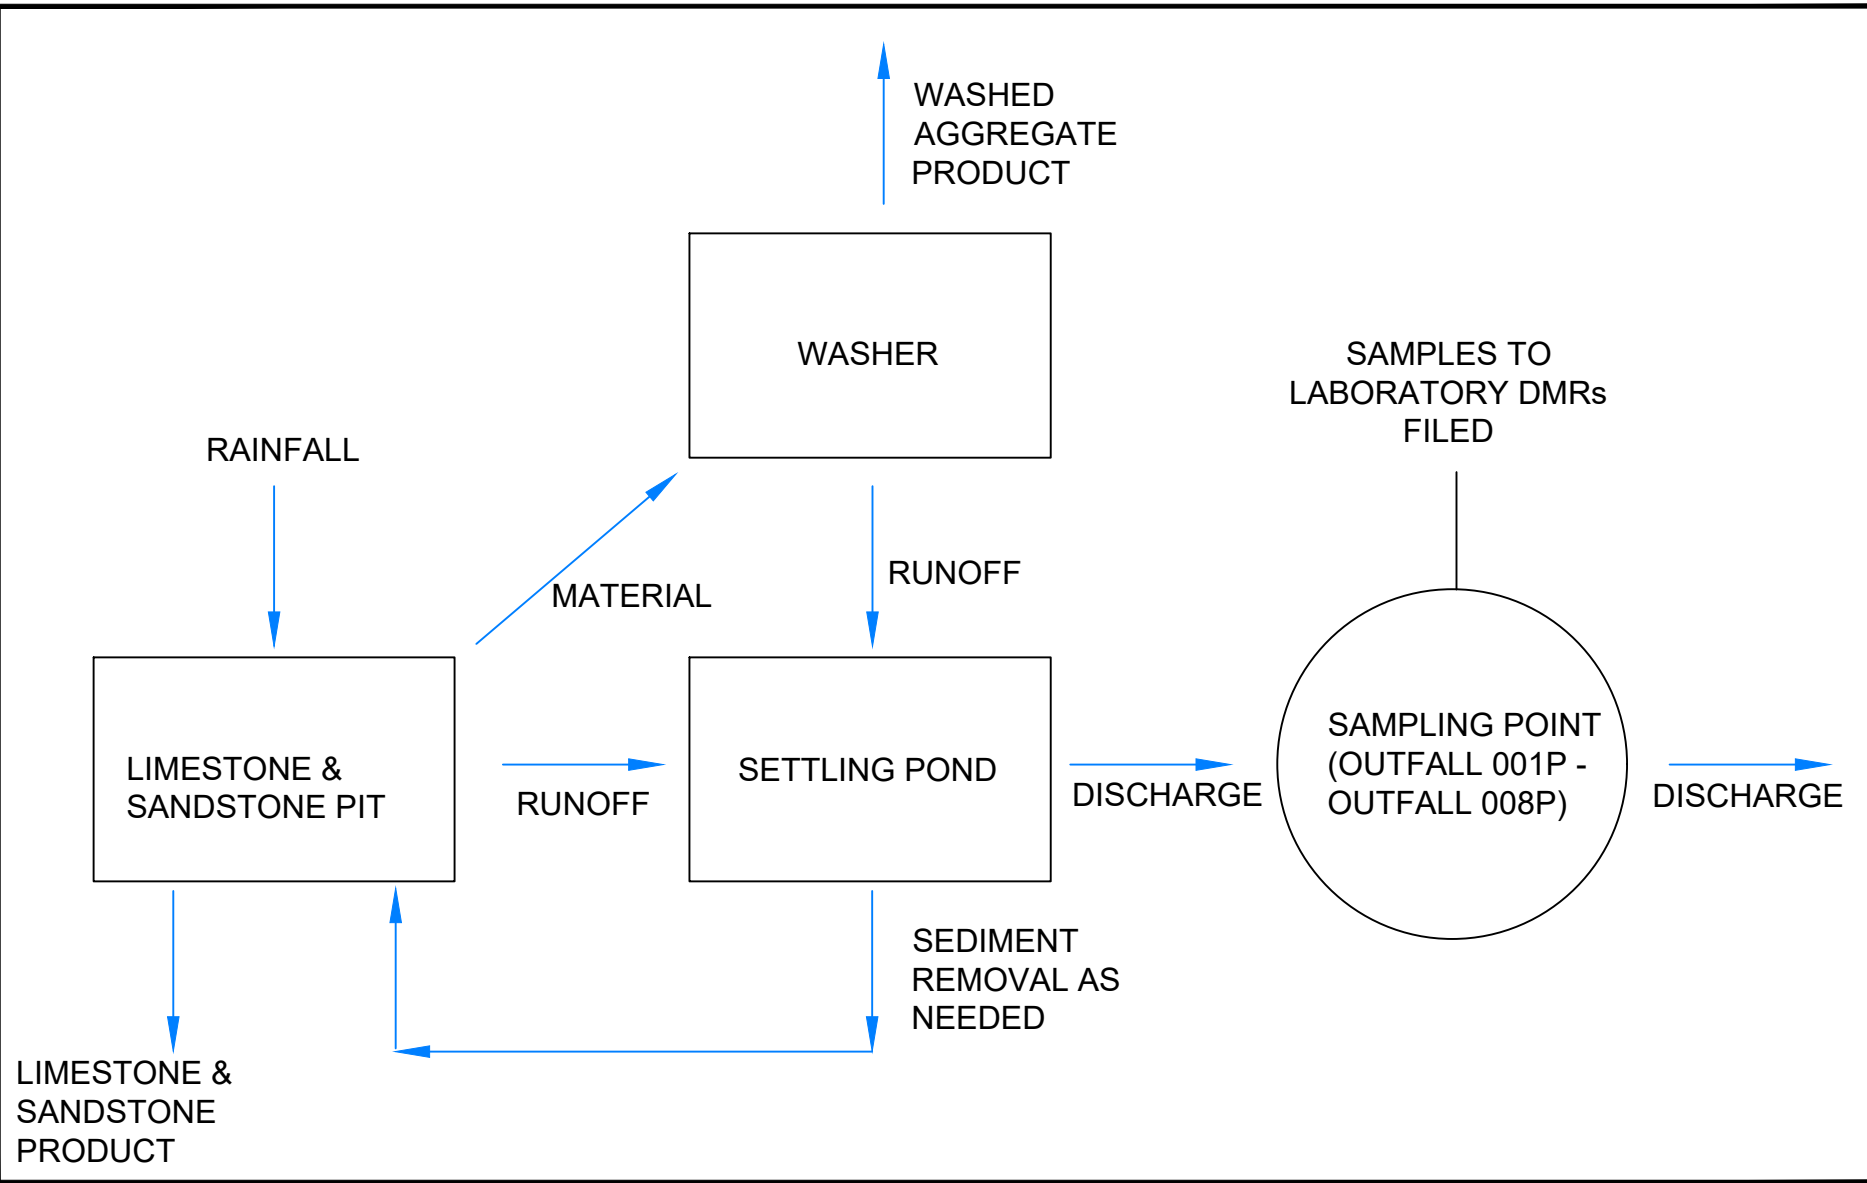 WASHED
AGGREGATE
PRODUCT
WASHER
SAMPLES TO
LABORATORY DMRs
FILED
RAINFALL
MATERIAL
RUNOFF
LIMESTONE &
SANDSTONE PIT
RUNOFF
SETTLING POND
DISCHARGE
SAMPLING POINT
(OUTFALL 001P -
OUTFALL 008P)
DISCHARGE
SEDIMENT
REMOVAL AS
NEEDED
LIMESTONE &
SANDSTONE
PRODUCT